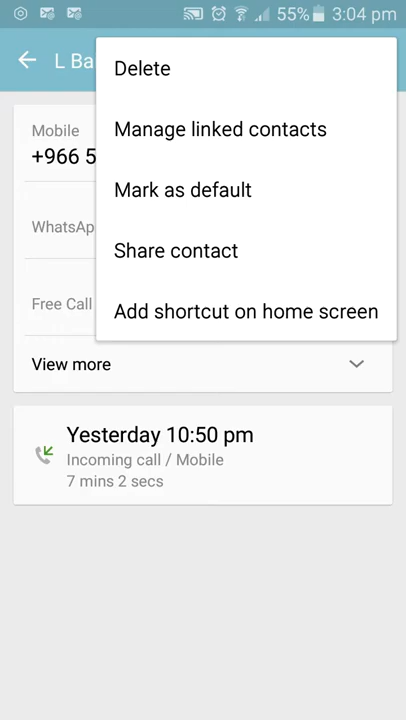 55% 3:04 pm
L Ba
Delete
Manage linked contacts
Mark as default
Share contact
Add shortcut on home screen
Mobile
+966 5
WhatsAp
Free Call
View more
Yesterday 10:50 pm
Incoming call / Mobile
7 mins 2 secs